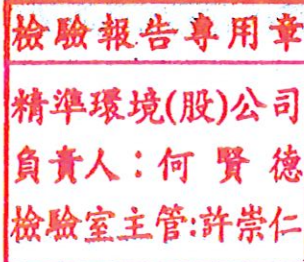 檢驗報告專用章
精準環境(股)公司
負責人：何賢德
檢驗室主管:許崇仁